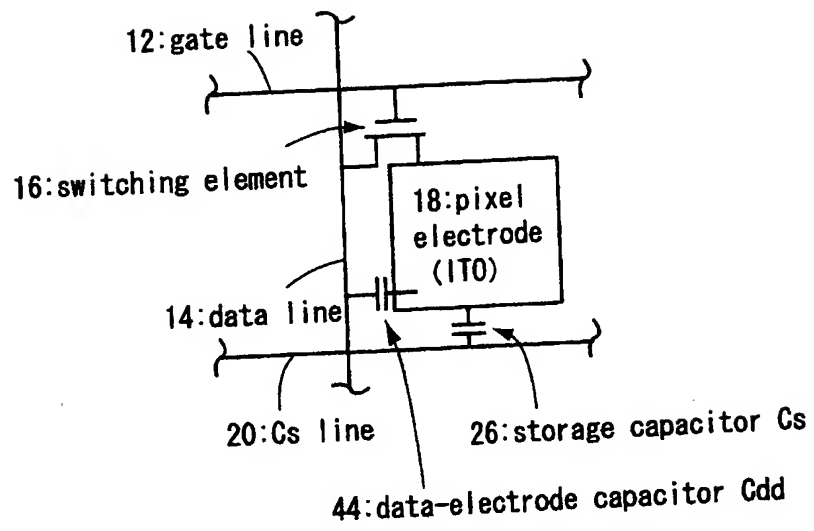 12:gate line
16:switching element
18:pixel
electrode
(ITO)
14:data line
20:Cs line
26:storage capacitor Cs
44:data-electrode capacitor Cdd